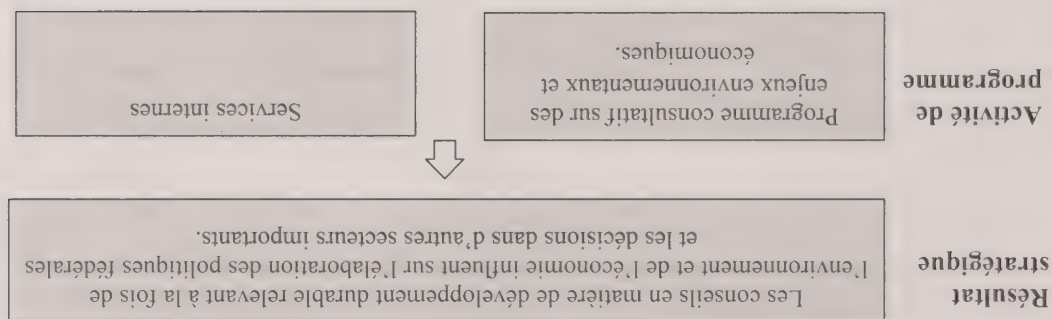 Résultat
stratégique
Les conseils en matière de développement durable relevant à la fois de
l'environnement et de l'économie influent sur l'élaboration des politiques fédérales
et les décisions dans d'autres secteurs importants.
Activité de
programme
Programme consultatif sur des
enjeux environnementaux et
économiques.
Services internes